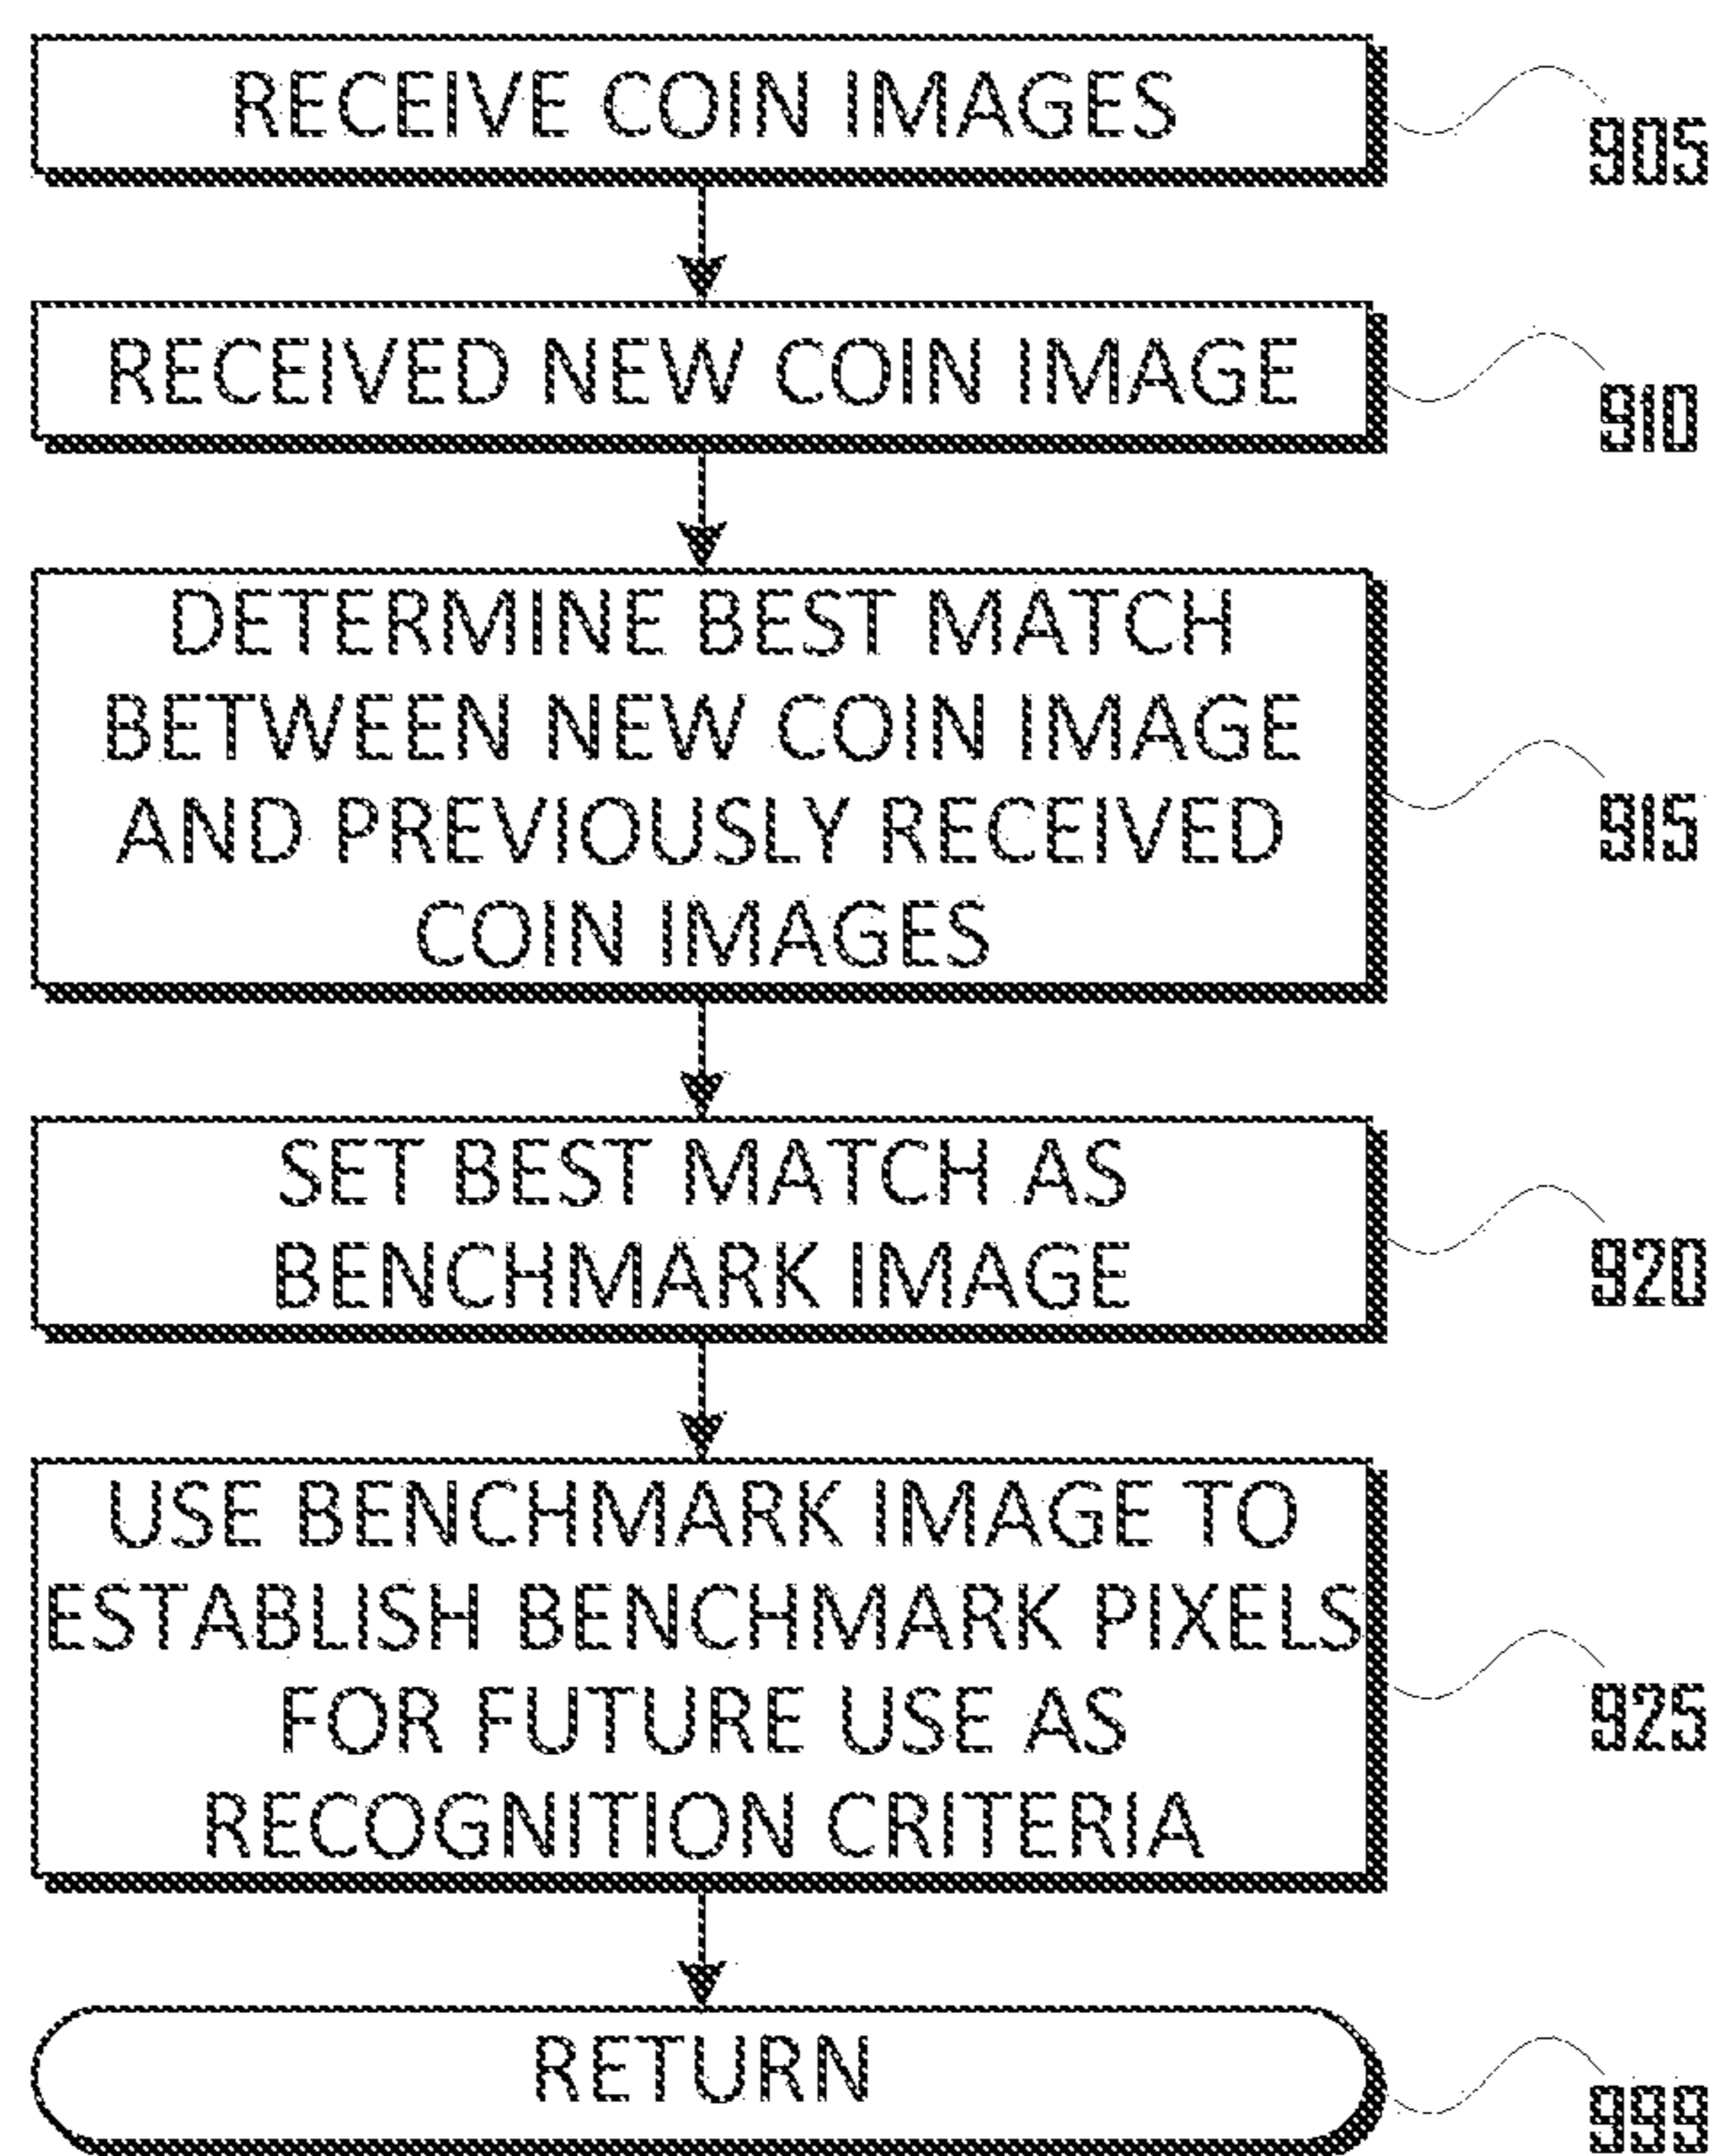 RECEIVE COIN IMAGES
905
RECEIVED NEW COIN IMAGE
910
DETERMINE BEST MATCH
BETWEEN NEW COIN IMAGE
AND PREVIOUSLY RECEIVED
COIN IMAGES
915
SET BEST MATCH AS
BENCHMARK IMAGE
920
USE BENCHMARK IMAGE TO
ESTABLISH BENCHMARK PIXELS
FOR FUTURE USE AS
RECOGNITION CRITERIA
925
RETURN
999